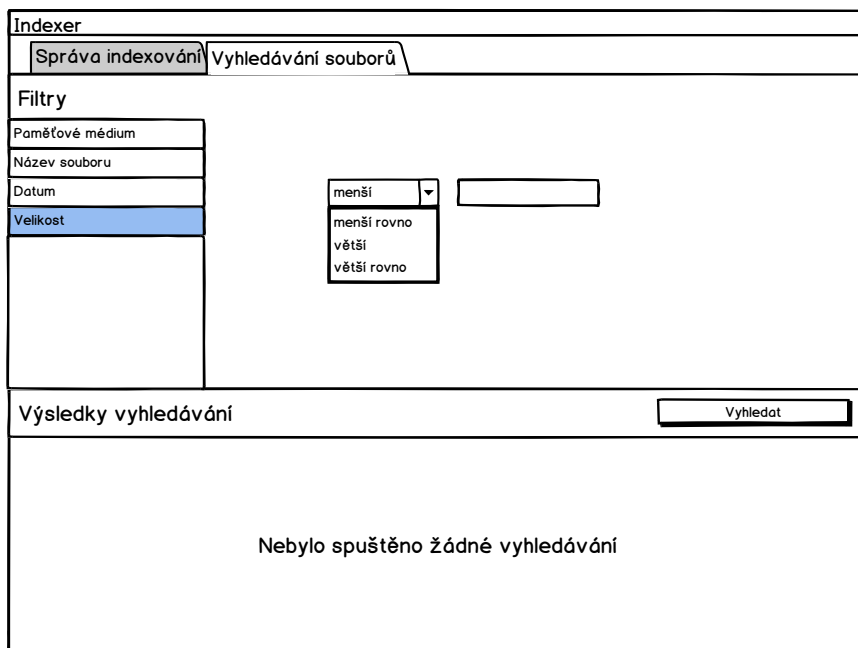 Indexer
Správa indexování
Vyhledávání souborů
Filtry
Paměťové médium
Název souboru
Datum
Velikost
menší
menší rovno
větší
větší rovno
Výsledky vyhledávání
Vyhledat
Nebylo spuštěno žádné vyhledávání